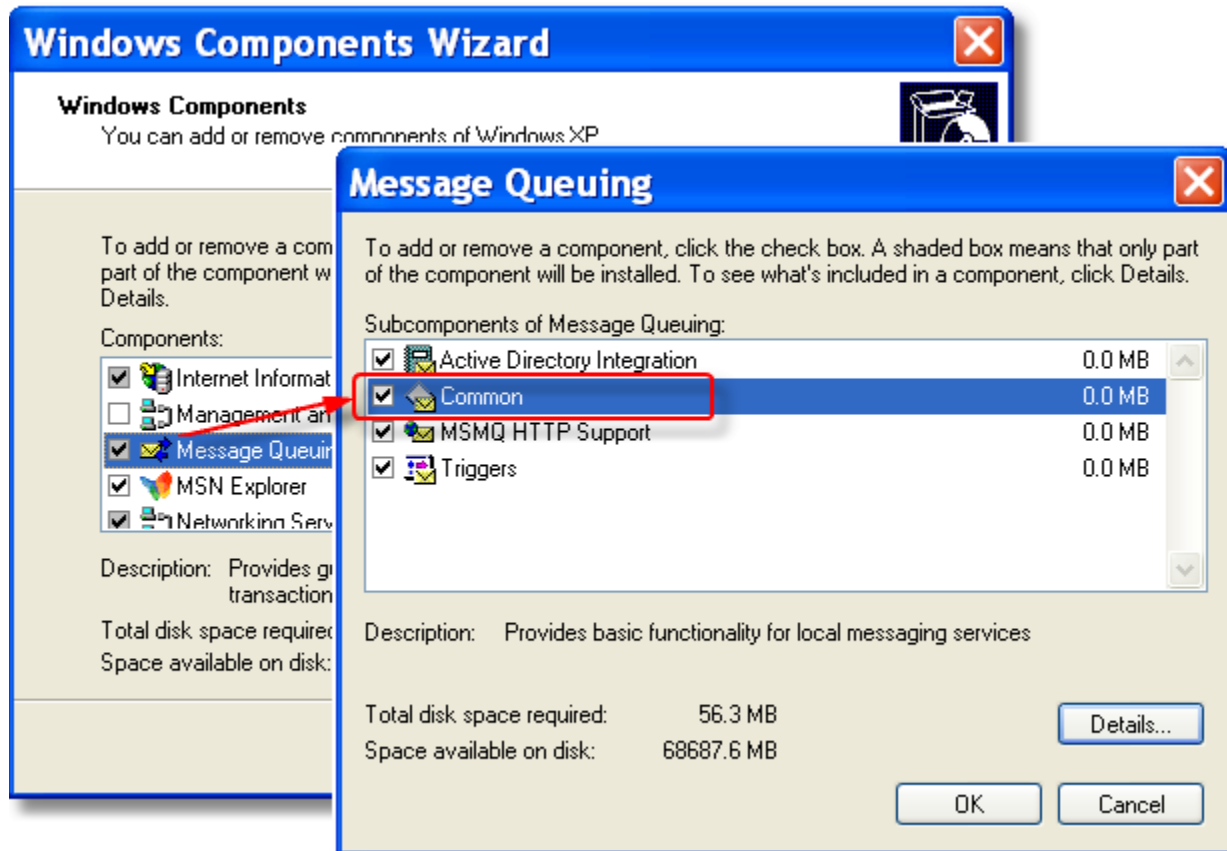 Windows Components Wizard
Windows Components
You can add or remove components of Windows XP
To add or remove a com
part of the component w
Details.
Components:
Internet Informat
Management an
Message Queuin
MSN Explorer
Networking Serv
Description: Provides
transaction
Total disk space required
Space available on disk:
Message Queuing
To add or remove a component, click the check box. A shaded box means that only part
of the component will be installed. To see what's included in a component, click Details.
Subcomponents of Message Queuing:
Active Directory Integration 0.0 MB
Common 0.0 MB
MSMQ HTTP Support 0.0 MB
Triggers 0.0 MB
Description: Provides basic functionality for local messaging services
Total disk space required: 56.3 MB
Space available on disk: 68687.6 MB
Details...
OK Cancel